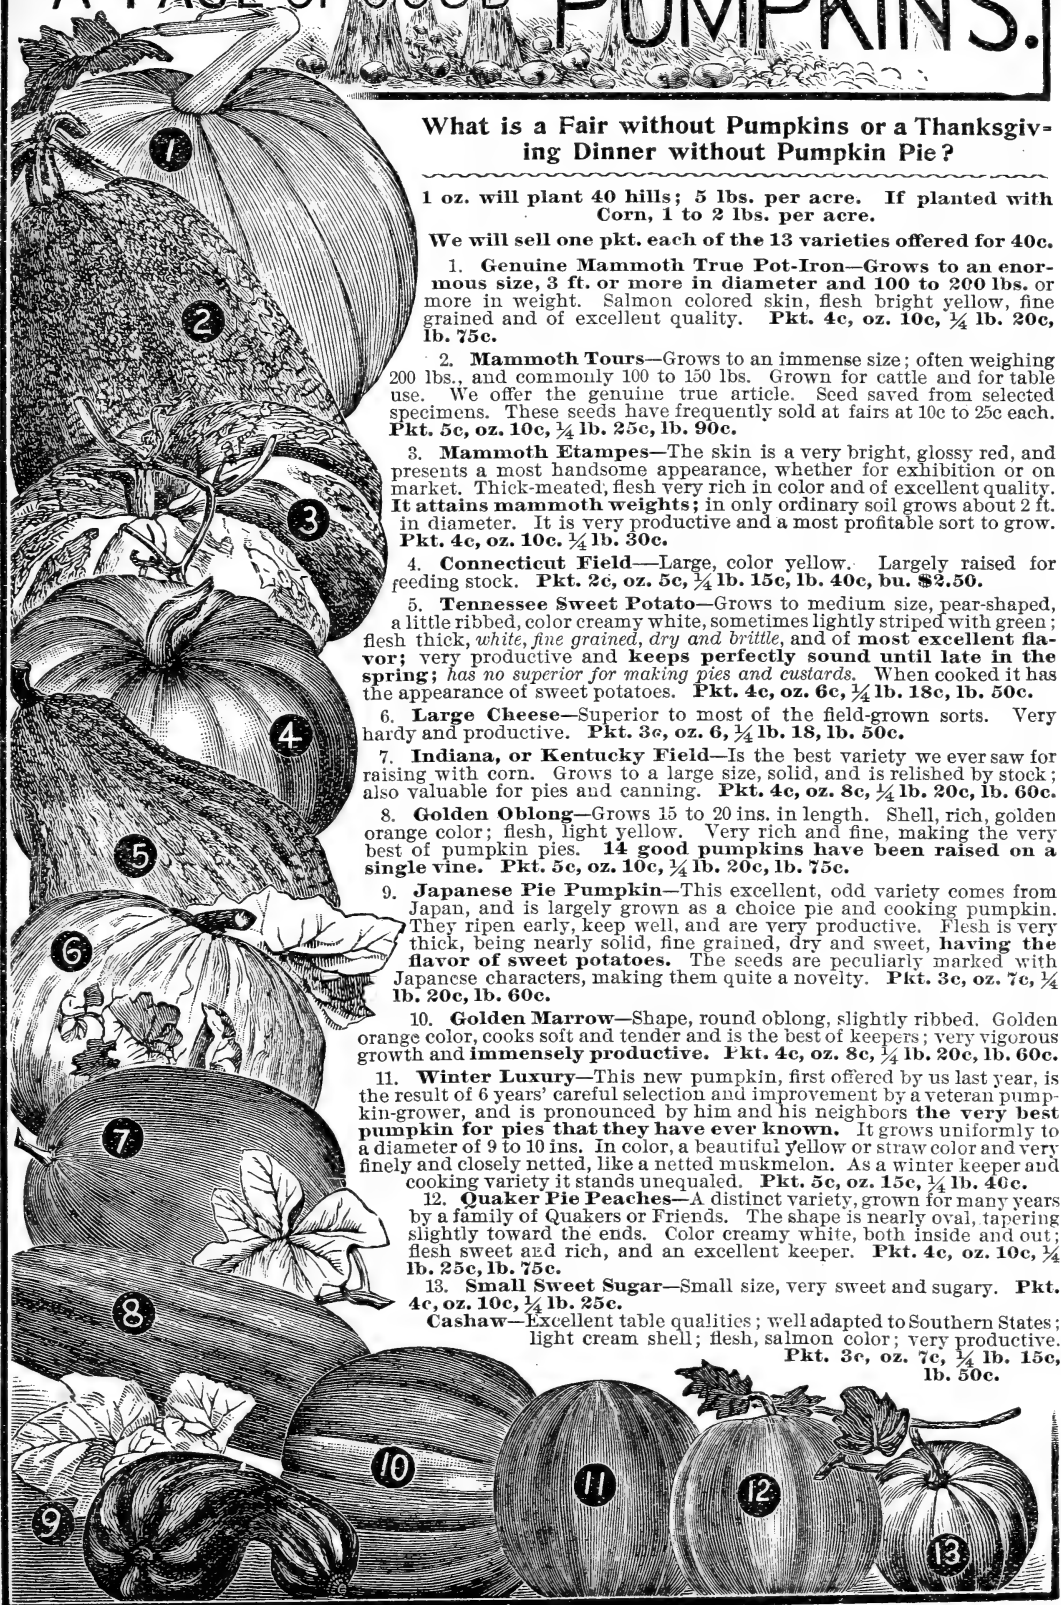 PUMPKINS.
What is a Fair without Pumpkins or a Thanksgiv=
ing Dinner without Pumpkin Pie?
1 oz. will plant 40 hills; 5 lbs. per acre. If planted with
Corn, 1 to 2 lbs. per acre.
We will sell one pkt. each of the 13 varieties offered for 40c.
1. Genuine Mammoth True Pot-Iron—Grows to an enor-
mous size, 3 ft. or more in diameter and 100 to 200 lbs. or
more in weight. Salmon colored skin, flesh bright yellow, fine
grained and of excellent quality. Pkt. 4c, oz. 10c, ¼ lb. 20c,
lb. 75c.
2. Mammoth Tours—Grows to an immense size; often weighing
200 lbs., and commonly 100 to 150 lbs. Grown for cattle and for table
use. We offer the genuine true article. Seed saved from selected
specimens. These seeds have frequently sold at fairs at 10c to 25c each.
Pkt. 5c, oz. 10c, ¼ lb. 25c, lb. 90c.
3. Mammoth Etampes—The skin is a very bright, glossy red, and
presents a most handsome appearance, whether for exhibition or on
market. Thick-meated, flesh very rich in color and of excellent quality.
It attains mammoth weights; in only ordinary soil grows about 2 ft.
in diameter. It is very productive and a most profitable sort to grow.
Pkt. 4c, oz. 10c. ¼ lb. 30c.
4. Connecticut Field—Large, color yellow. Largely raised for
feeding stock. Pkt. 2c, oz. 5c, ¼ lb. 15c, lb. 40c, bu. $2.50.
5. Tennessee Sweet Potato—Grows to medium size, pear-shaped,
a little ribbed, color creamy white, sometimes lightly striped with green;
flesh thick, white, fine grained, dry and brittle, and of most excellent fla-
vor; very productive and keeps perfectly sound until late in the
spring; has no superior for making pies and custards. When cooked it has
the appearance of sweet potatoes. Pkt. 4c, oz. 6c, ¼ lb. 18c, lb. 50c.
6. Large Cheese—Superior to most of the field-grown sorts. Very
hardy and productive. Pkt. 3c, oz. 6, ¼ lb. 18, lb. 50c.
7. Indiana, or Kentucky Field—Is the best variety we ever saw for
raising with corn. Grows to a large size, solid, and is relished by stock;
also valuable for pies and canning. Pkt. 4c, oz. 8c, ¼ lb. 20c, lb. 60c.
8. Golden Oblong—Grows 15 to 20 ins. in length. Shell, rich, golden
orange color; flesh, light yellow. Very rich and fine, making the very
best of pumpkin pies. 14 good pumpkins have been raised on a
single vine. Pkt. 5c, oz. 10c, ¼ lb. 20c, lb. 75c.
9. Japanese Pie Pumpkin—This excellent, odd variety comes from
Japan, and is largely grown as a choice pie and cooking pumpkin.
They ripen early, keep well, and are very productive. Flesh is very
thick, being nearly solid, fine grained, dry and sweet, having the
flavor of sweet potatoes. The seeds are peculiarly marked with
Japanese characters, making them quite a novelty. Pkt. 3c, oz. 7c, ¼
lb. 20c, lb. 60c.
10. Golden Marrow—Shape, round oblong, slightly ribbed. Golden
orange color, cooks soft and tender and is the best of keepers; very vigorous
growth and immensely productive. Pkt. 4c, oz. 8c, ¼ lb. 20c, lb. 60c.
11. Winter Luxury—This new pumpkin, first offered by us last year, is
the result of 6 years' careful selection and improvement by a veteran pump-
kin-grower, and is pronounced by him and his neighbors the very best
pumpkin for pies that they have ever known. It grows uniformly to
a diameter of 9 to 10 ins. In color, a beautiful yellow or straw color and very
finely and closely netted, like a netted muskmelon. As a winter keeper and
cooking variety it stands unequaled. Pkt. 5c, oz. 15c, ¼ lb. 40c.
12. Quaker Pie Peaches—A distinct variety, grown for many years
by a family of Quakers or Friends. The shape is nearly oval, tapering
slightly toward the ends. Color creamy white, both inside and out;
flesh sweet and rich, and an excellent keeper. Pkt. 4c, oz. 10c, ¼
lb. 25c, lb. 75c.
13. Small Sweet Sugar—Small size, very sweet and sugary. Pkt.
4c, oz. 10c, ¼ lb. 25c.
Cashaw—Excellent table qualities; well adapted to Southern States;
light cream shell; flesh, salmon color; very productive.
Pkt. 3c, oz. 7c, ¼ lb. 15c,
lb. 50c.
1
2
3
4
5
6
7
8
9
10
11
12
13